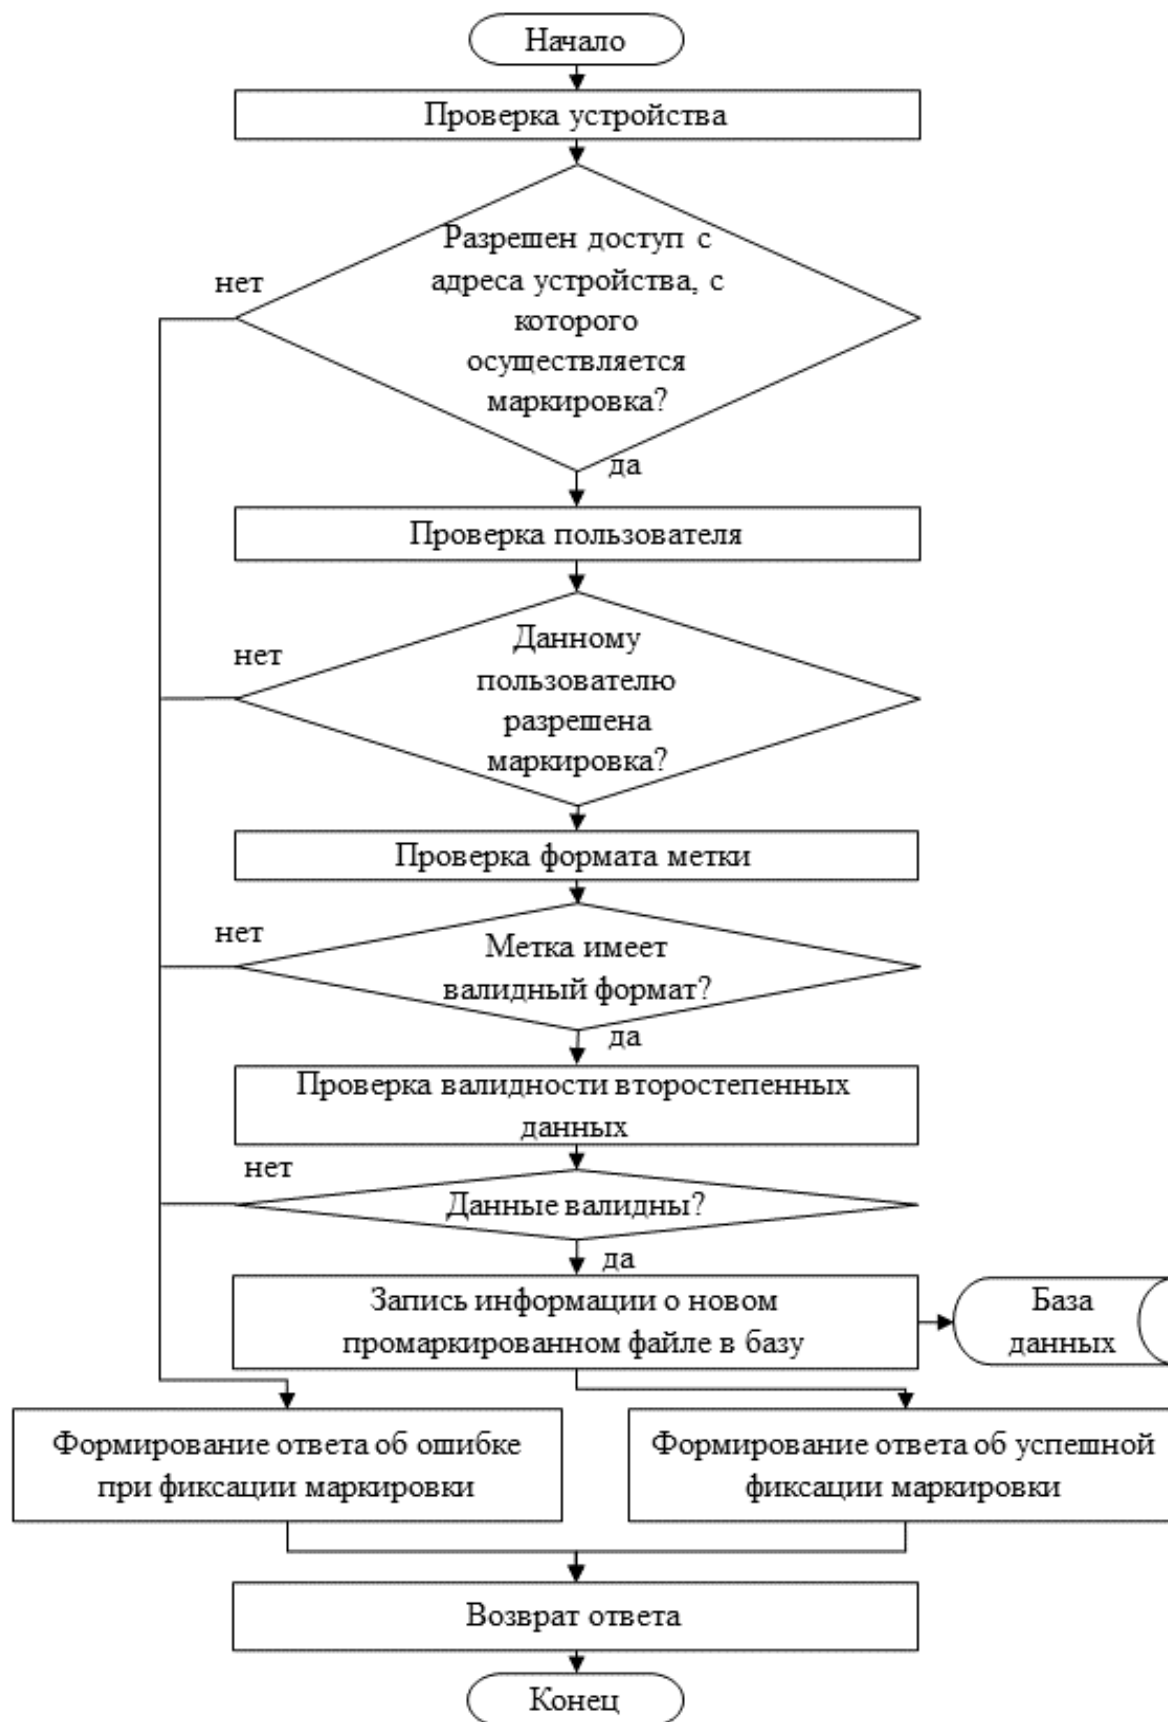 Начало
Проверка устройства
Разрешен доступ с
адреса устройства, с
которого
осуществляется
маркировка?
нет
да
Проверка пользователя
Данному
пользователю
разрешена
маркировка?
нет
Проверка формата метки
Метка имеет
валидный формат?
нет
да
Проверка валидности второстепенных
данных
нет
Данные валидны?
да
Запись информации о новом
промаркированном файле в базу
База
данных
Формирование ответа об ошибке
при фиксации маркировки
Формирование ответа об успешной
фиксации маркировки
Возврат ответа
Конец